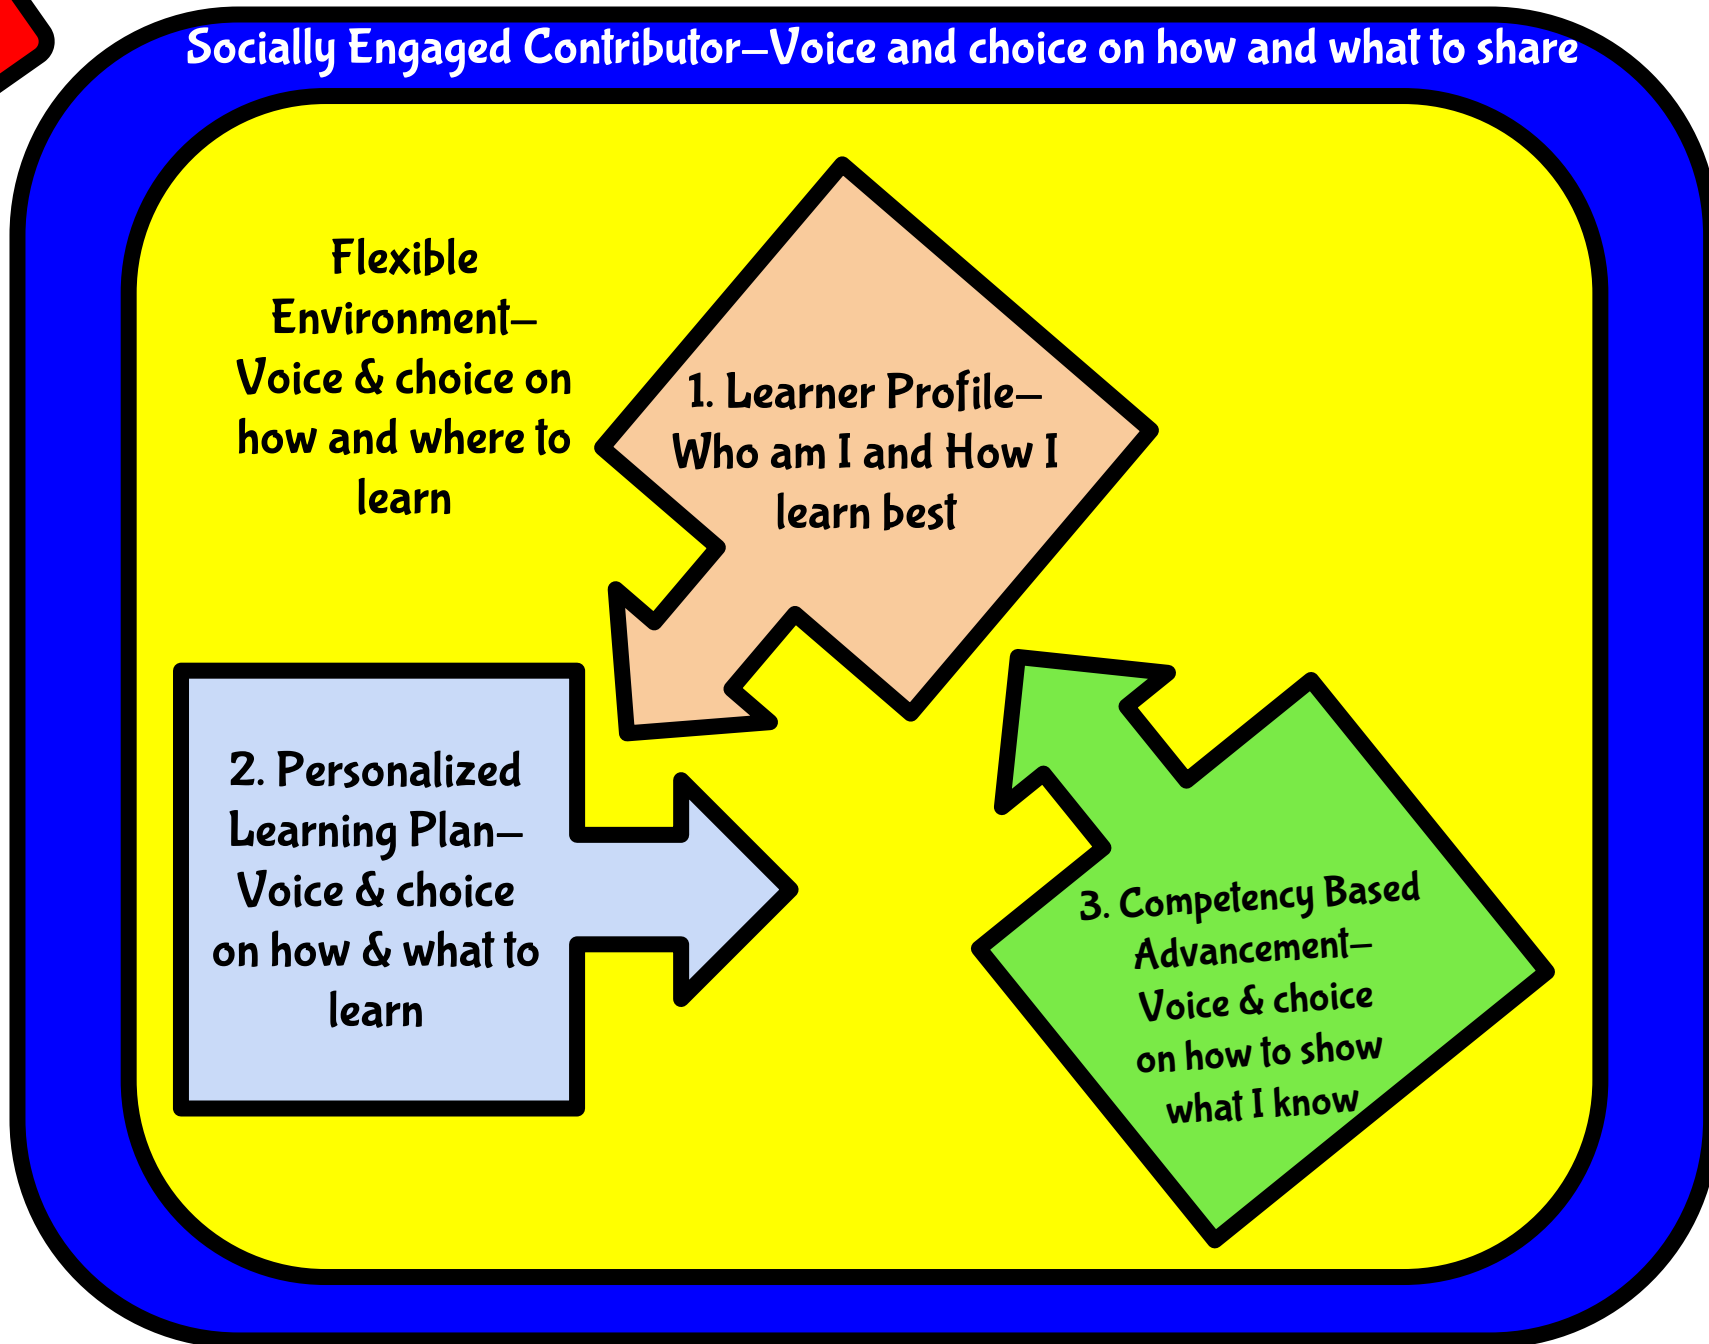 Socially Engaged Contributor–Voice and choice on how and what to share
Flexible
Environment–
Voice & choice on
how and where to
learn
1. Learner Profile–
Who am I and How I
learn best
2. Personalized
Learning Plan–
Voice & choice
on how & what to
learn
3. Competency Based
Advancement–
Voice & choice
on how to show
what I know